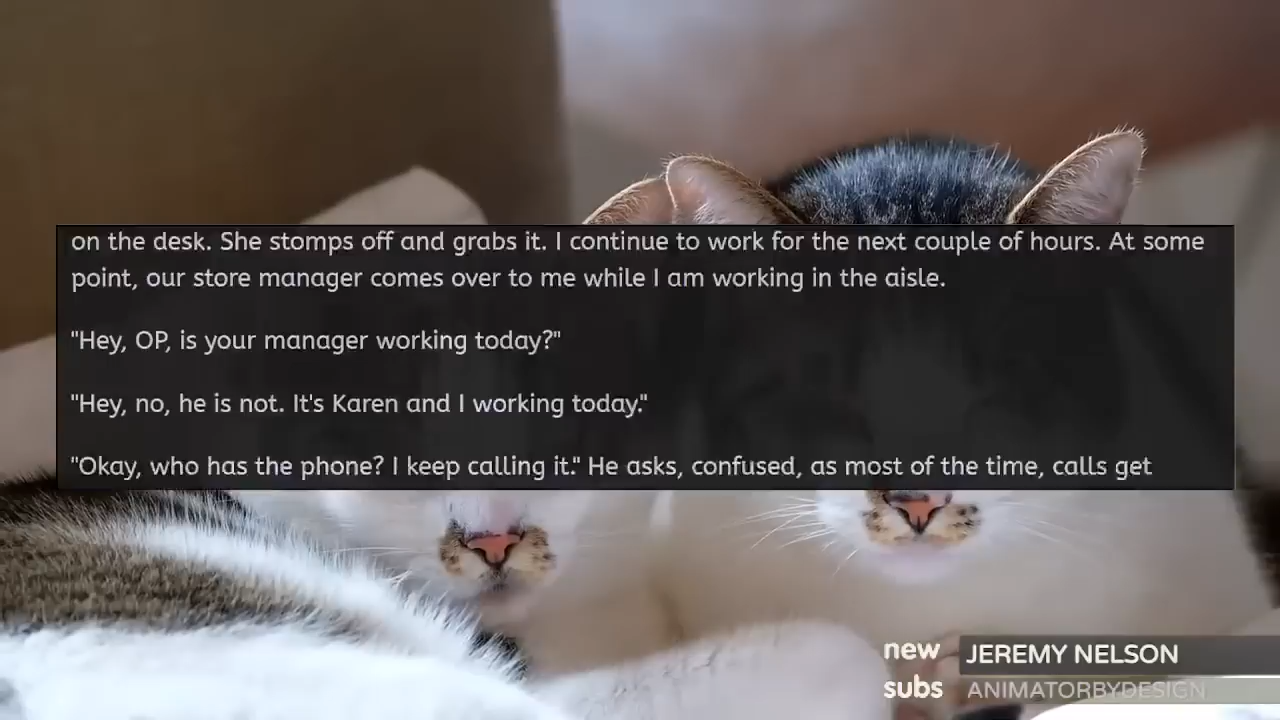 on the desk. She stomps off and grabs it. I continue to work for the next couple of hours. At some
point, our store manager comes over to me while I am working in the aisle.
"Hey, OP, is your manager working today?"
"Hey, no, he is not. It's Karen and I working today."
"Okay, who has the phone? I keep calling it." He asks, confused, as most of the time, calls get
new JEREMY NELSON
subs ANIMATORBYDESIGN